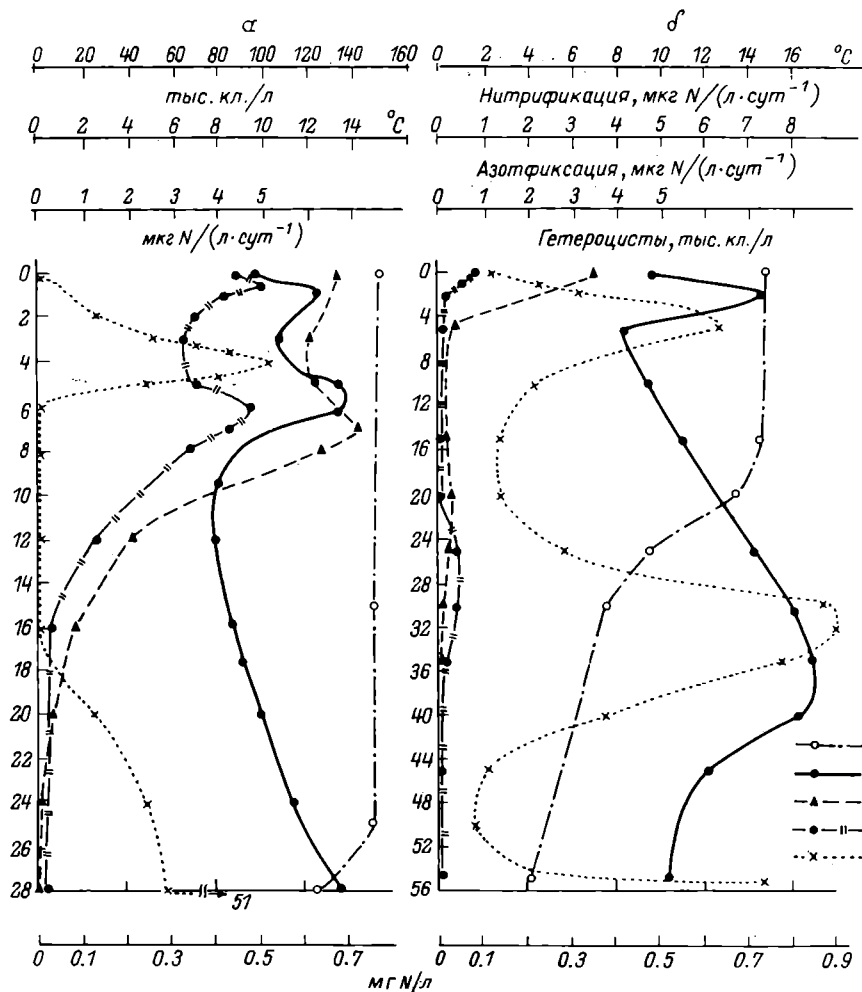 а
0 20 40 60 80 100 120 140 160
тыс. кл./л
0 2 4 6 8 10 12 14 °C
0 1 2 3 4 5
мкг N/(л·сут⁻¹)
0
2
4
6
8
10
12
14
16
18
20
22
24
26
28
51
0 0.1 0.3 0.5 0.7
мг N/л
б
0 2 4 6 8 10 12 14 16 °C
Нитрификация, мкг N/(л·сут⁻¹)
0 1 2 3 4 5 6 7 8
Азотфиксация, мкг N/(л·сут⁻¹)
0 1 2 3 4 5
Гетероцисты, тыс. кл./л
0
4
8
12
15
20
24
28
32
35
40
44
48
52
56
0 0.1 0.3 0.5 0.7 0.9